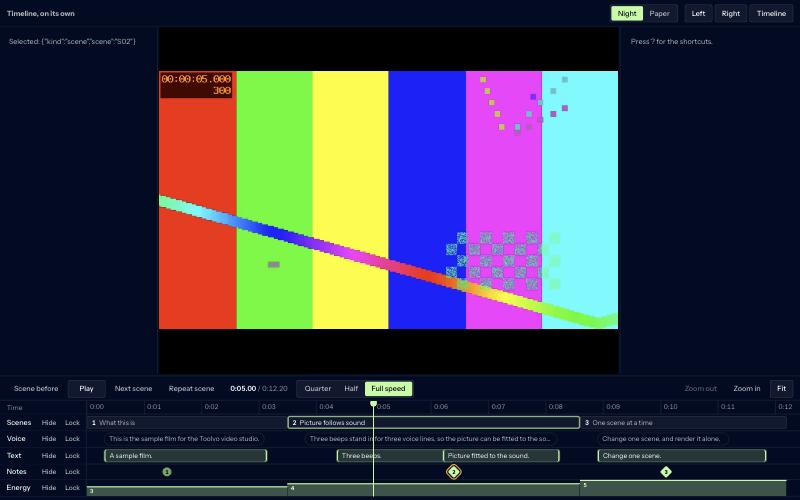 Timeline, on its own
Night Paper Left Right Timeline
Selected: {"kind":"scene","scene":"S02"}
Press ? for the shortcuts.
00:00:05.000
300
Scene before Play Next scene Repeat scene 0:05.00 / 0:12.20 Quarter Half Full speed Zoom out Zoom in Fit
Time 0:00 0:01 0:02 0:03 0:04 0:05 0:06 0:07 0:08 0:09 0:10 0:11 0:12
Scenes Hide Lock 1 What this is 2 Picture follows sound 3 One scene at a time
Voice Hide Lock This is the sample film for the Toolvo video studio. Three beeps stand in for three voice lines, so the picture can be fitted to the so... Change one scene, and render it alone.
Text Hide Lock A sample film. Three beeps. Picture fitted to the sound. Change one scene.
Notes Hide Lock 1 2 3
Energy Hide Lock 3 4 5